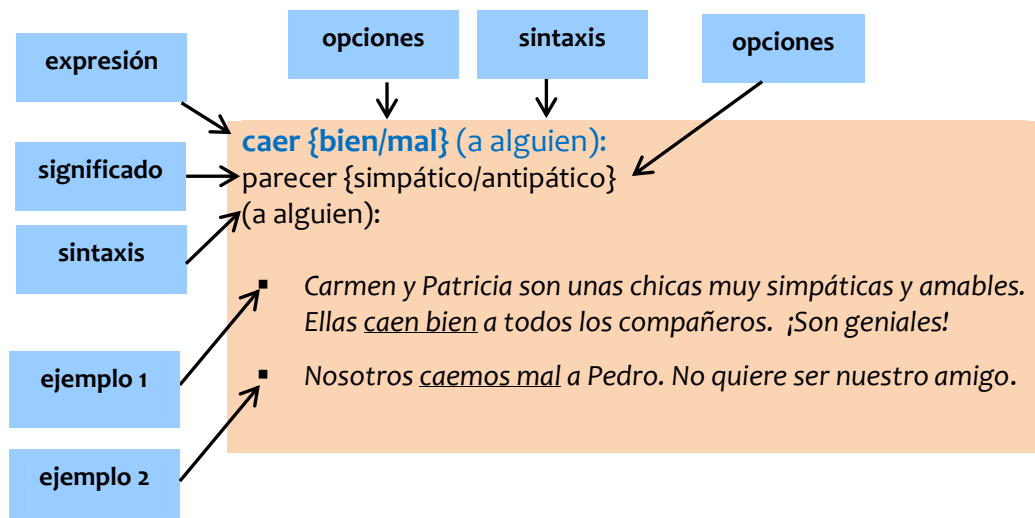 opciones
sintaxis
opciones
expresión
caer {bien/mal} (a alguien):
significado
parecer {simpático/antipático}
(a alguien):
sintaxis
▪ Carmen y Patricia son unas chicas muy simpáticas y amables.
Ellas caen bien a todos los compañeros. ¡Son geniales!
ejemplo 1
▪ Nosotros caemos mal a Pedro. No quiere ser nuestro amigo.
ejemplo 2